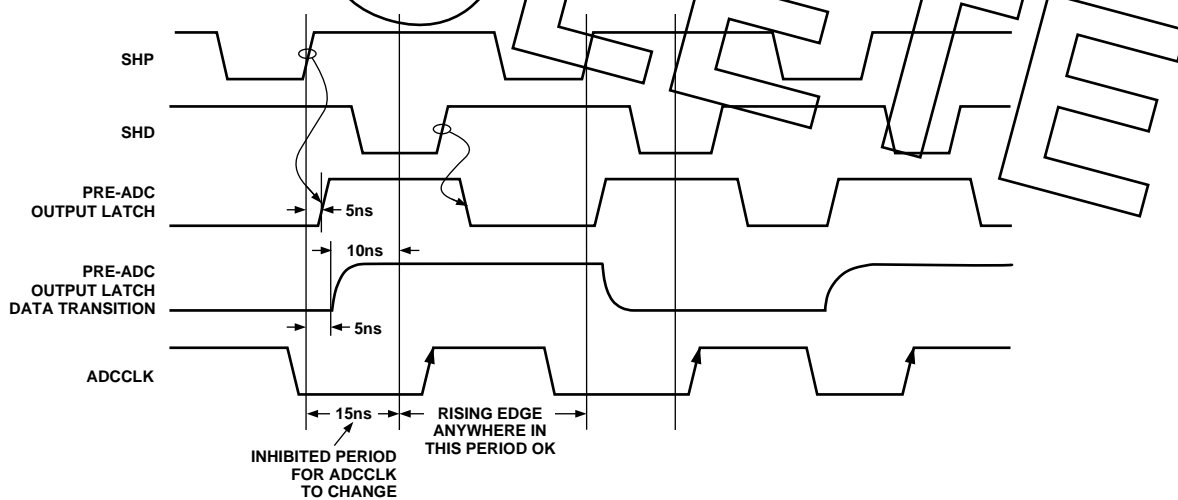 SHP
SHD
PRE-ADC
OUTPUT LATCH
5ns
10ns
PRE-ADC
OUTPUT LATCH
DATA TRANSITION
5ns
ADCCLK
15ns
RISING EDGE
ANYWHERE IN
THIS PERIOD OK
INHIBITED PERIOD
FOR ADCCLK
TO CHANGE